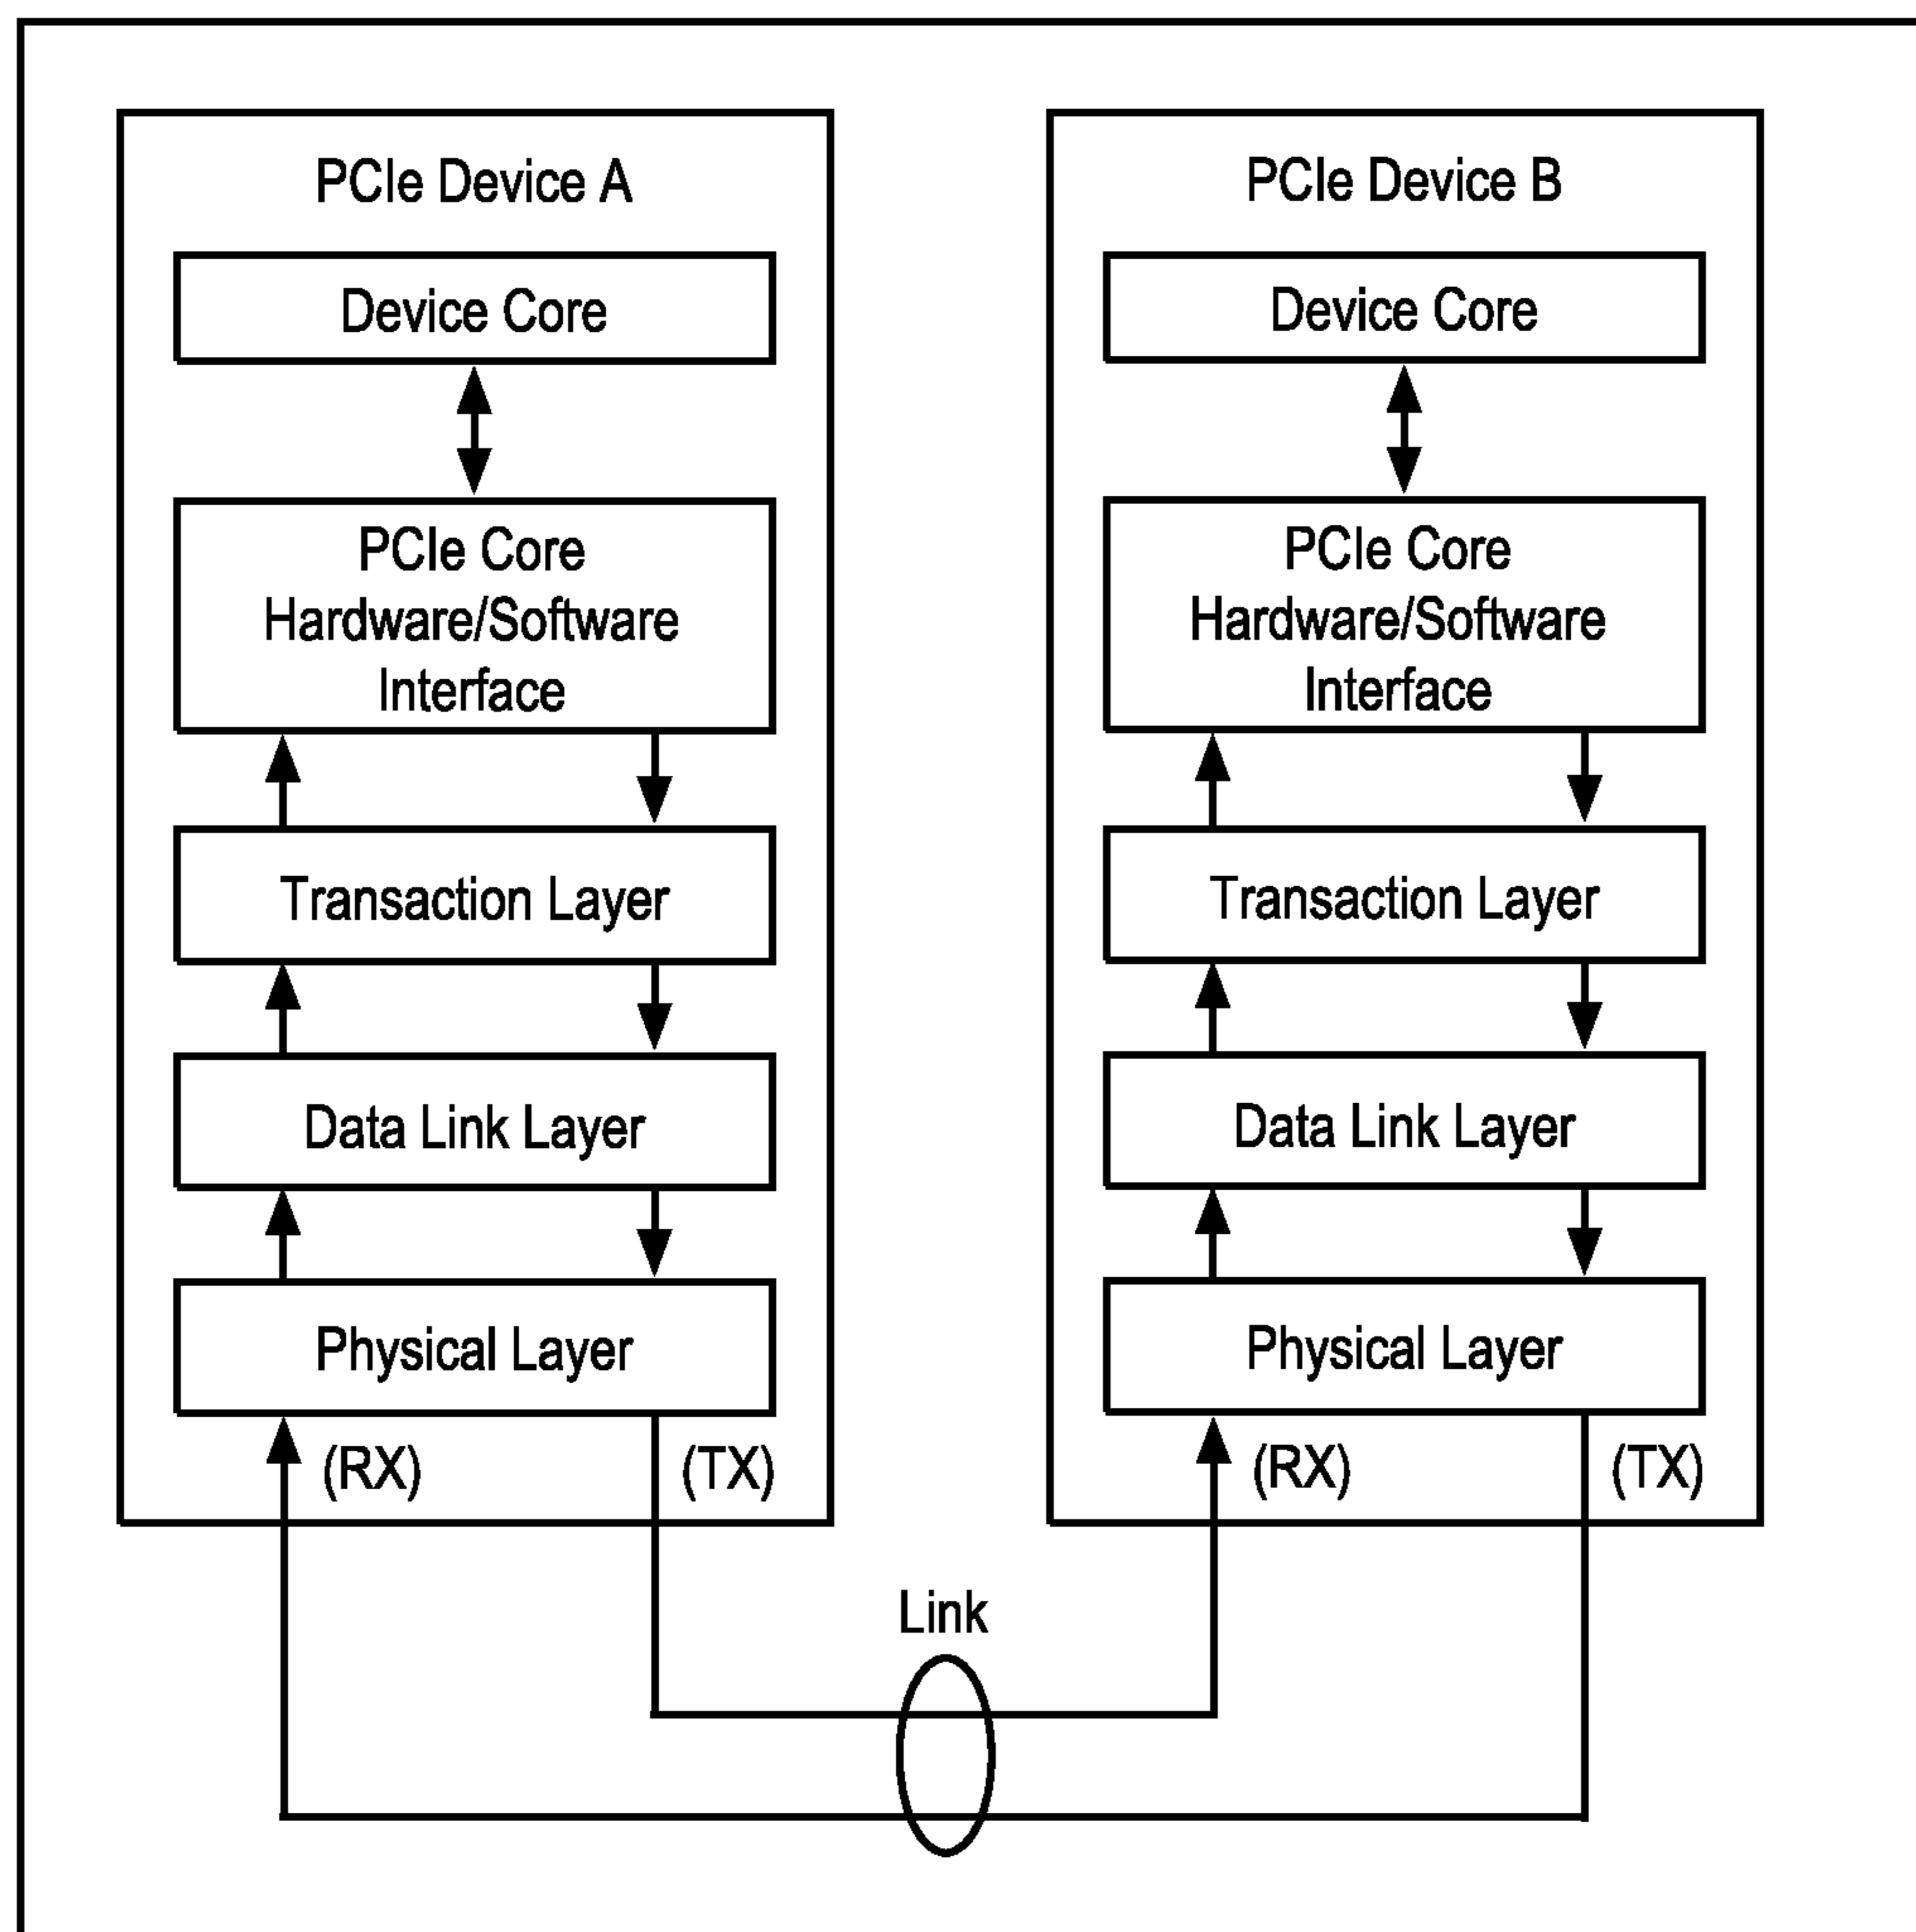 PCIe Device A
Device Core
PCIe Core
Hardware/Software
Interface
Transaction Layer
Data Link Layer
Physical Layer
(RX)
(TX)
PCIe Device B
Device Core
PCIe Core
Hardware/Software
Interface
Transaction Layer
Data Link Layer
Physical Layer
(RX)
(TX)
Link